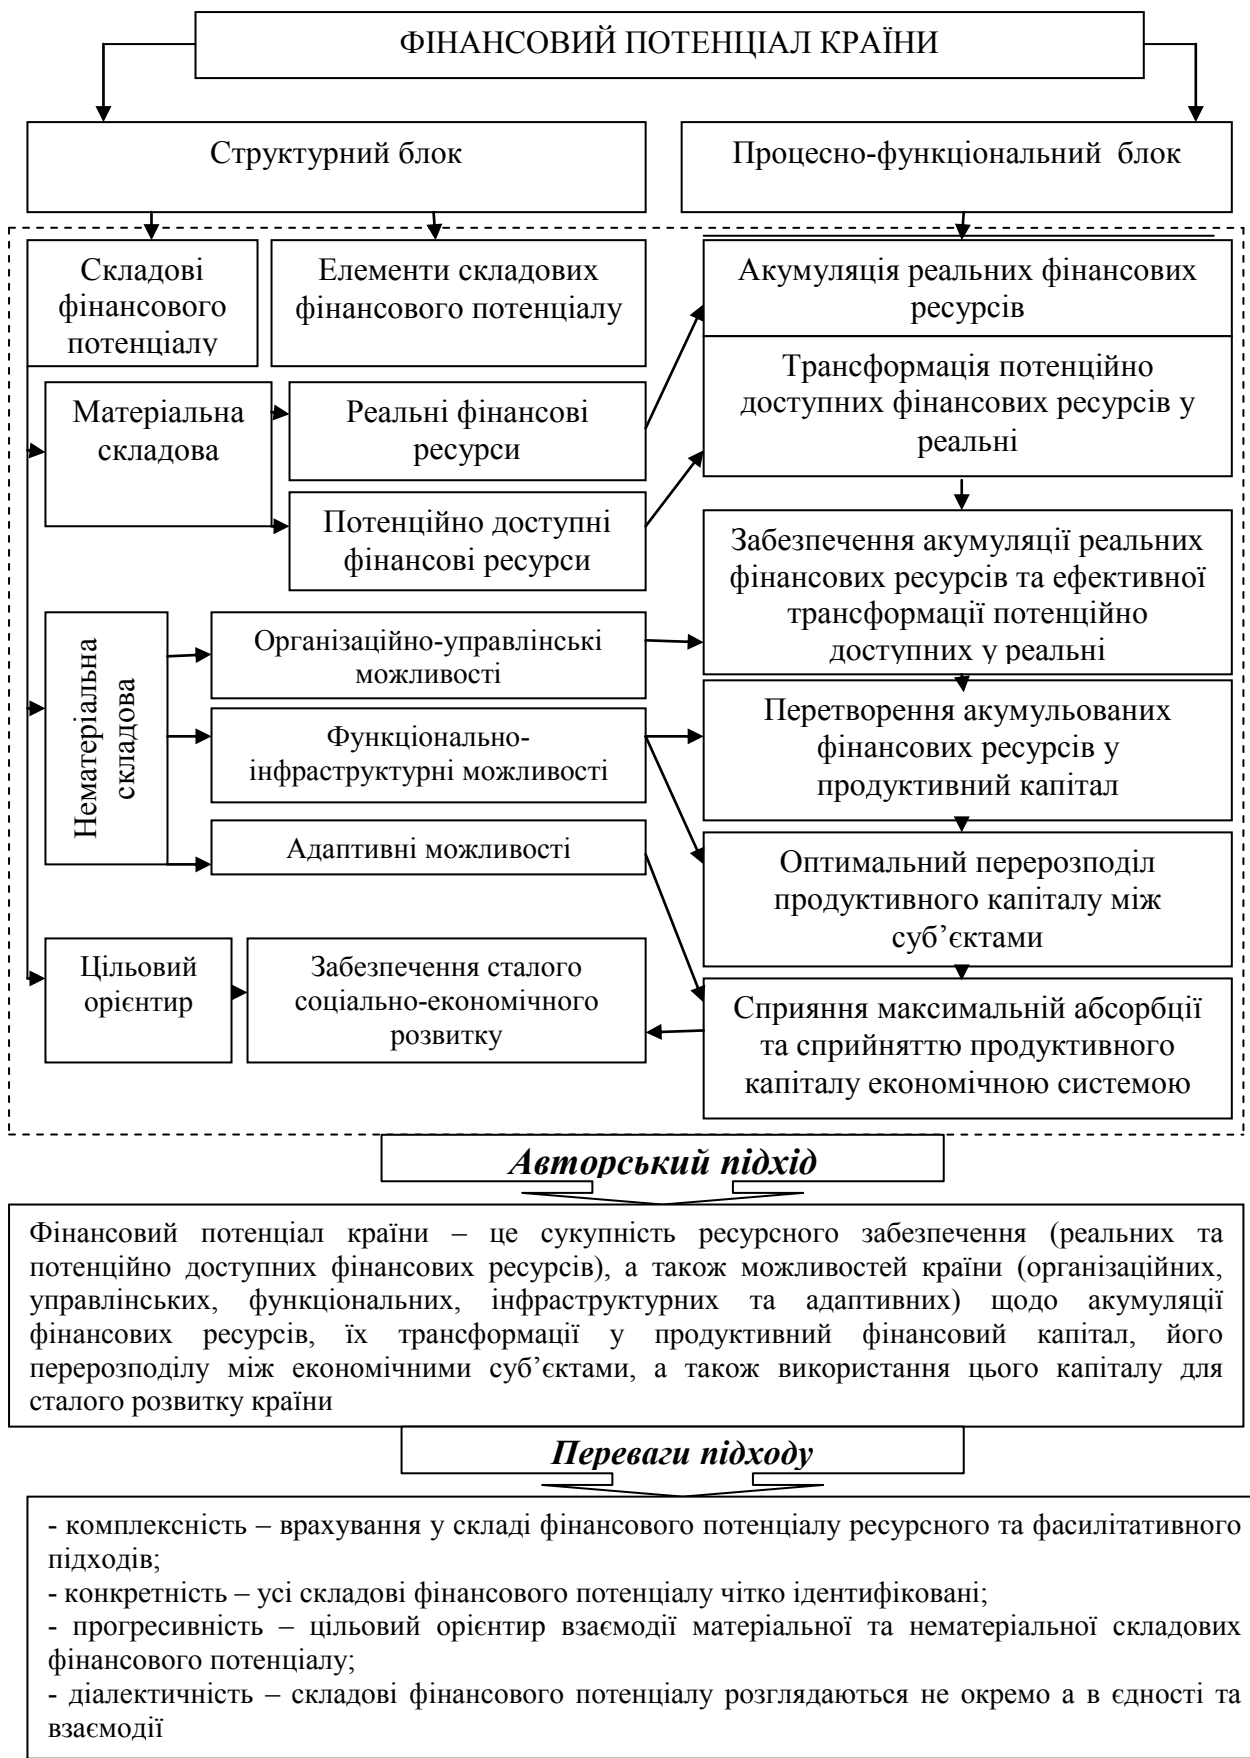 ФІНАНСОВИЙ ПОТЕНЦІАЛ КРАЇНИ
Структурний блок
Процесно-функціональний блок
Складові
фінансового
потенціалу
Елементи складових
фінансового потенціалу
Акумуляція реальних фінансових
ресурсів
Трансформація потенційно
доступних фінансових ресурсів у
реальні
Матеріальна
складова
Реальні фінансові
ресурси
Потенційно доступні
фінансові ресурси
Забезпечення акумуляції реальних
фінансових ресурсів та ефективної
трансформації потенційно
доступних у реальні
Нематеріальна
складова
Організаційно-управлінські
можливості
Функціонально-
інфраструктурні можливості
Адаптивні можливості
Перетворення акумульованих
фінансових ресурсів у
продуктивний капітал
Оптимальний перерозподіл
продуктивного капіталу між
суб’єктами
Цільовий
орієнтир
Забезпечення сталого
соціально-економічного
розвитку
Сприяння максимальній абсорбції
та сприйняттю продуктивного
капіталу економічною системою
Авторський підхід
Фінансовий потенціал країни – це сукупність ресурсного забезпечення (реальних та
потенційно доступних фінансових ресурсів), а також можливостей країни (організаційних,
управлінських, функціональних, інфраструктурних та адаптивних) щодо акумуляції
фінансових ресурсів, їх трансформації у продуктивний фінансовий капітал, його
перерозподілу між економічними суб’єктами, а також використання цього капіталу для
сталого розвитку країни
Переваги підходу
- комплексність – врахування у складі фінансового потенціалу ресурсного та фасилітативного
підходів;
- конкретність – усі складові фінансового потенціалу чітко ідентифіковані;
- прогресивність – цільовий орієнтир взаємодії матеріальної та нематеріальної складових
фінансового потенціалу;
- діалектичність – складові фінансового потенціалу розглядаються не окремо а в єдності та
взаємодії